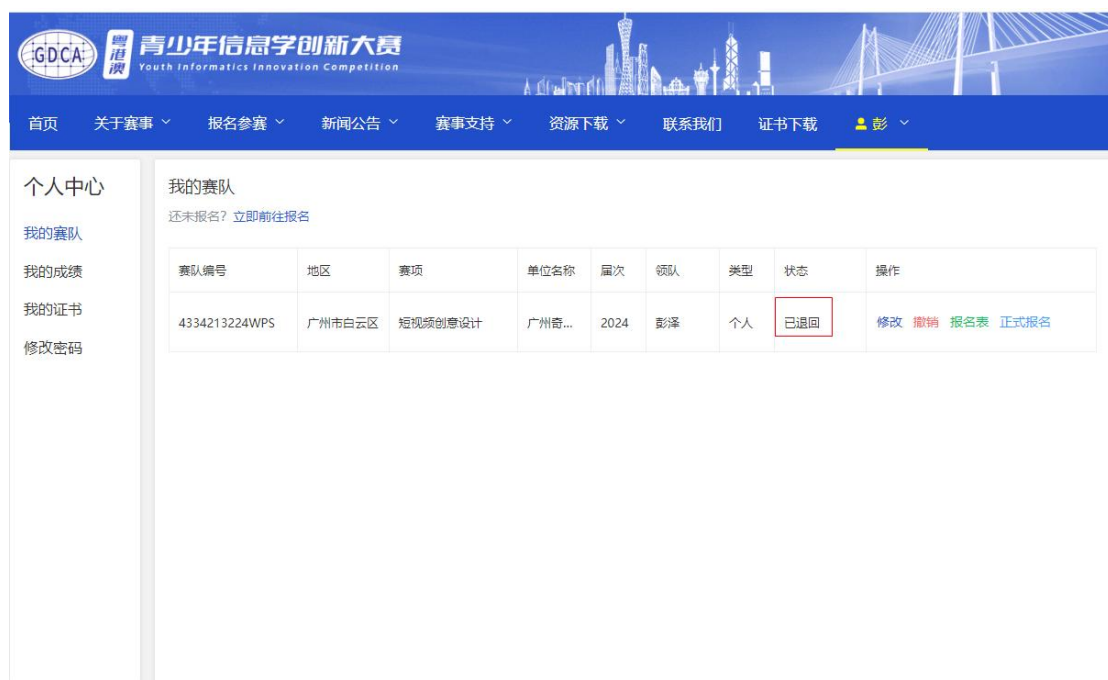 GDCA
粤港澳
青少年信息学创新大赛
Youth Informatics Innovation Competition
首页 关于赛事 报名参赛 新闻公告 赛事支持 资源下载 联系我们 证书下载 彭
个人中心
我的赛队
我的成绩
我的证书
修改密码
我的赛队
还未报名？立即前往报名
赛队编号 地区 赛项 单位名称 届次 领队 类型 状态 操作
4334213224WPS 广州市白云区 短视频创意设计 广州奇... 2024 彭泽 个人 已退回 修改 撤销 报名表 正式报名